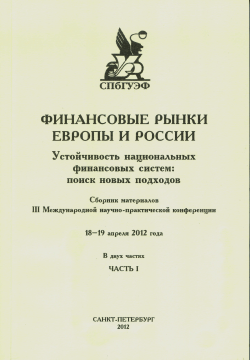 СПбГУЭФ
ФИНАНСОВЫЕ РЫНКИ
ЕВРОПЫ И РОССИИ
Устойчивость национальных
финансовых систем:
поиск новых подходов
Сборник материалов
III Международной научно-практической конференции
18–19 апреля 2012 года
В двух частях
ЧАСТЬ I
САНКТ-ПЕТЕРБУРГ
2012